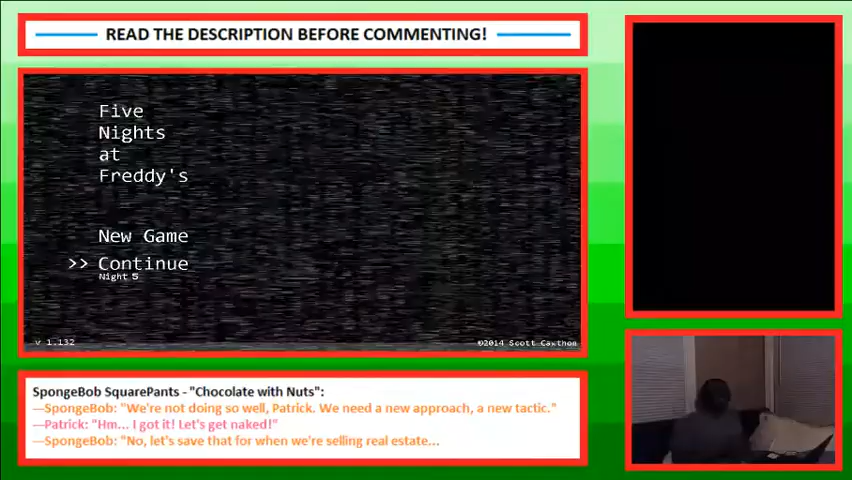 READ THE DESCRIPTION BEFORE COMMENTING!
Five
Nights
at
Freddy's
New Game
>> Continue
Night 5
v 1.132
©2014 Scott Cawthon
SpongeBob SquarePants - "Chocolate with Nuts":
—SpongeBob: "We're not doing so well, Patrick. We need a new approach, a new tactic."
—Patrick: "Hm... I got it! Let's get naked!"
—SpongeBob: "No, let's save that for when we're selling real estate...